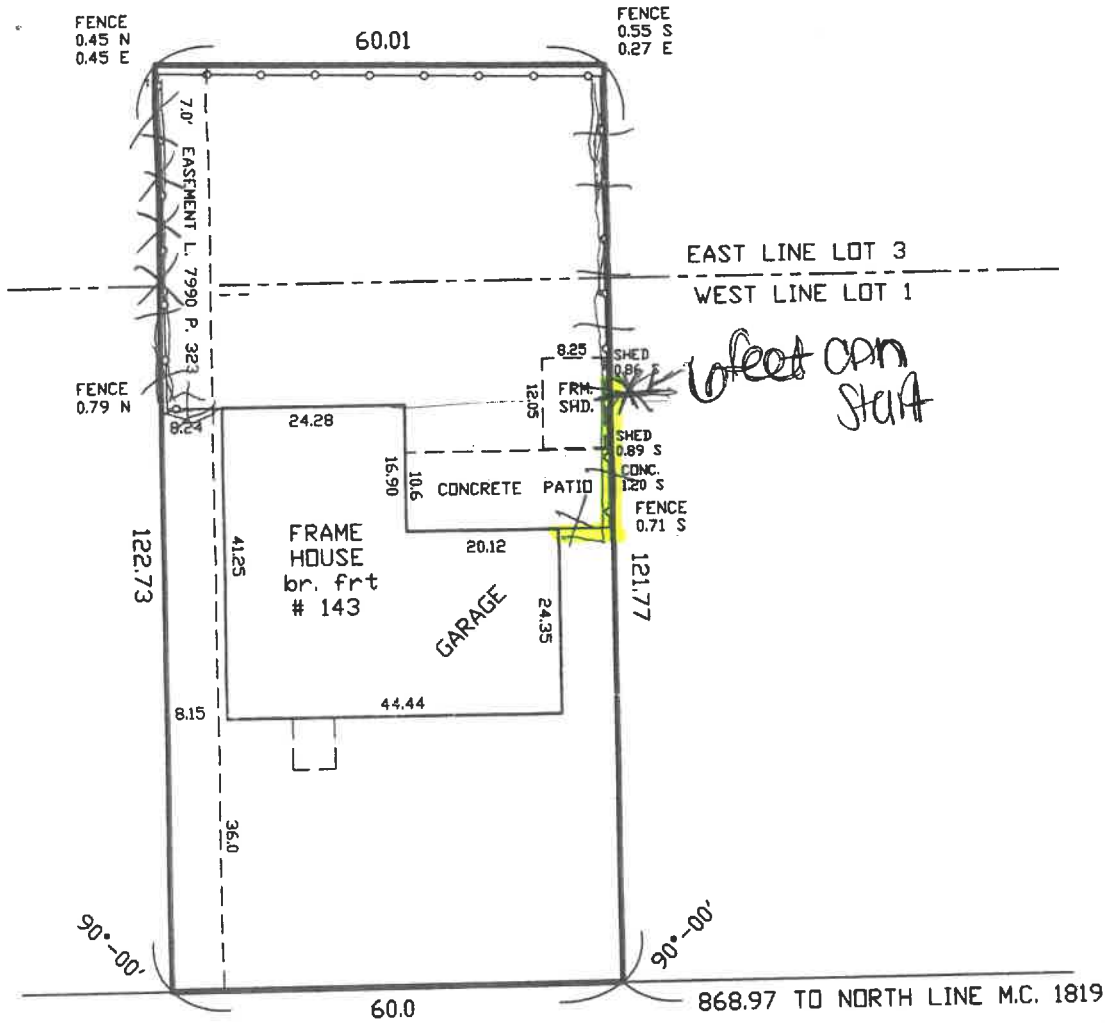 FENCE
0.45 N
0.45 E
60.01
FENCE
0.55 S
0.27 E
7.0' EASEMENT L. 7990 P. 323
EAST LINE LOT 3
WEST LINE LOT 1
6 feet can
start
8.25
SHED
0.86 S
FRM.
SHD.
12.05
FENCE
0.79 N
8.24
24.28
SHED
0.89 S
CONC.
1.20 S
16.90
10.6
CONCRETE PATIO
FENCE
0.71 S
20.12
122.73
41.25
FRAME
HOUSE
br. frt
# 143
GARAGE
24.35
121.77
8.15
44.44
36.0
90°-00'
90°-00'
60.0
868.97 TO NORTH LINE M.C. 1819